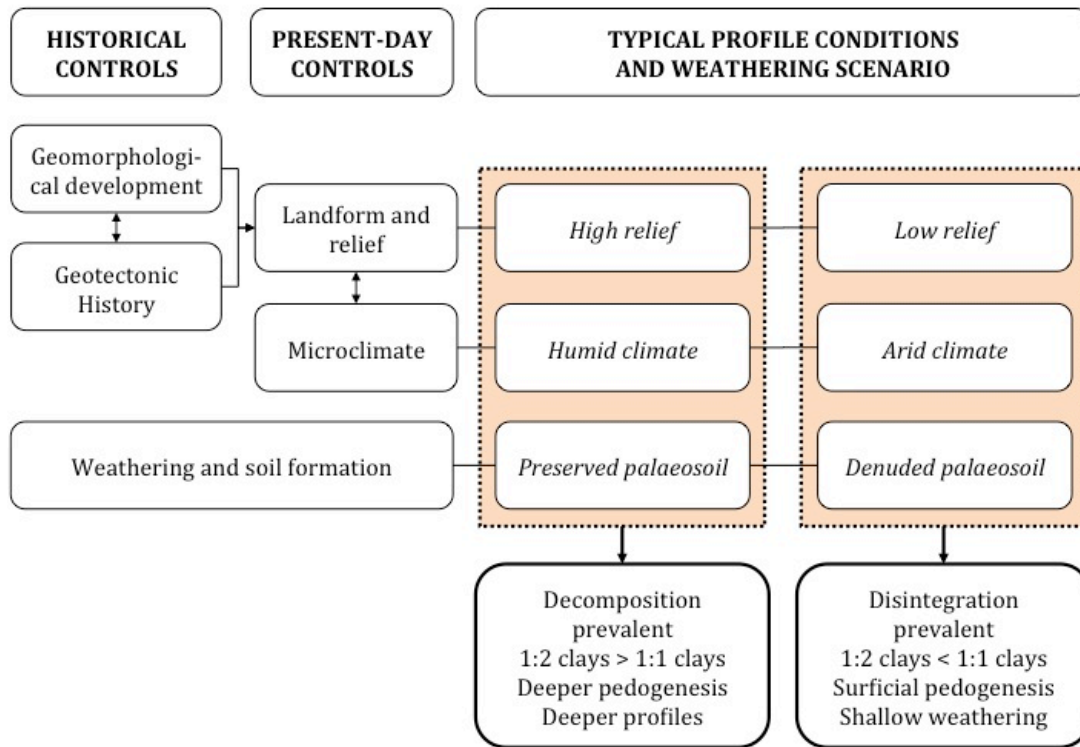 HISTORICAL
CONTROLS
PRESENT-DAY
CONTROLS
TYPICAL PROFILE CONDITIONS
AND WEATHERING SCENARIO
Geomorphologi-
cal development
Geotectonic
History
Landform and
relief
High relief
Low relief
Microclimate
Humid climate
Arid climate
Weathering and soil formation
Preserved palaeosoil
Denuded palaeosoil
Decomposition
prevalent
1:2 clays > 1:1 clays
Deeper pedogenesis
Deeper profiles
Disintegration
prevalent
1:2 clays < 1:1 clays
Surficial pedogenesis
Shallow weathering